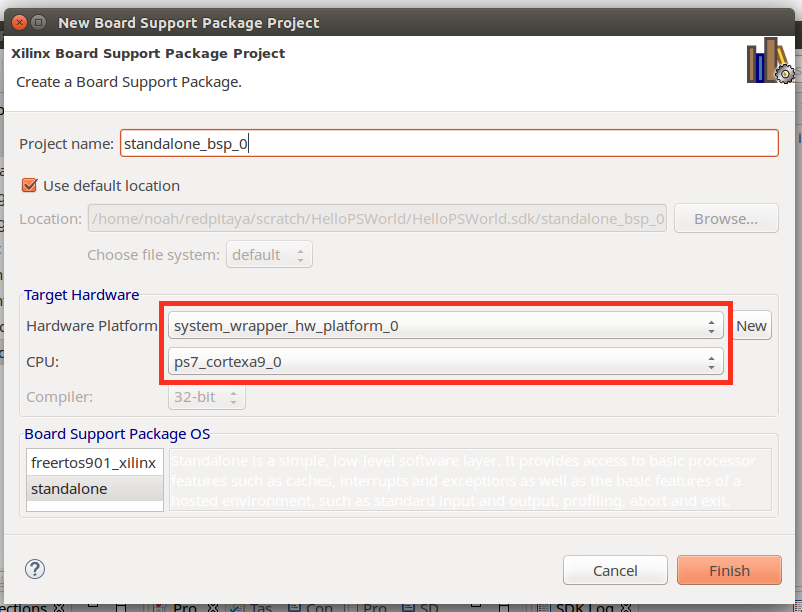 New Board Support Package Project
Xilinx Board Support Package Project
Create a Board Support Package.
Project name: standalone_bsp_0
Use default location
Location: /home/noah/redpitaya/scratch/HelloPSWorld/HelloPSWorld.sdk/standalone_bsp_0 Browse...
Choose file system: default
Target Hardware
Hardware Platform system_wrapper_hw_platform_0 New
CPU: ps7_cortexa9_0
Compiler: 32-bit
Board Support Package OS
freertos901_xilinx
standalone
Standalone is a simple, low-level software layer. It provides access to basic processor
features such as caches, interrupts and exceptions as well as the basic features of a
hosted environment, such as standard input and output, profiling, abort and exit.
? Cancel Finish
Pro Tas Con Pro SD SDK Log